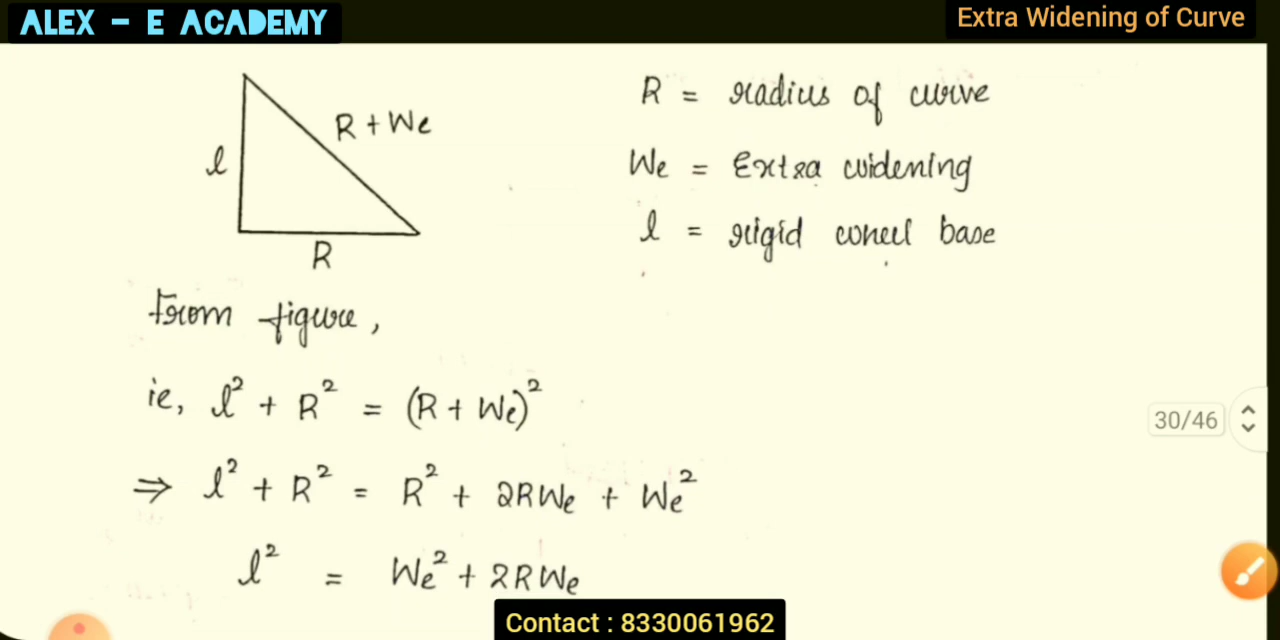 ALEX – E ACADEMY
Extra Widening of Curve
R + We
l
R
R = radius of curve
We = Extra widening
l = rigid wheel base
From figure,
ie, l² + R² = (R + We)²
⇒ l² + R² = R² + 2RWe + We²
l² = We² + 2RWe
30/46
Contact : 8330061962